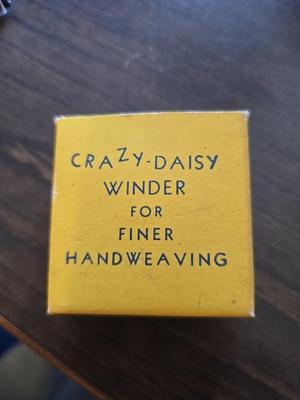 CRAZY-DAISY
WINDER
FOR
FINER
HANDWEAVING